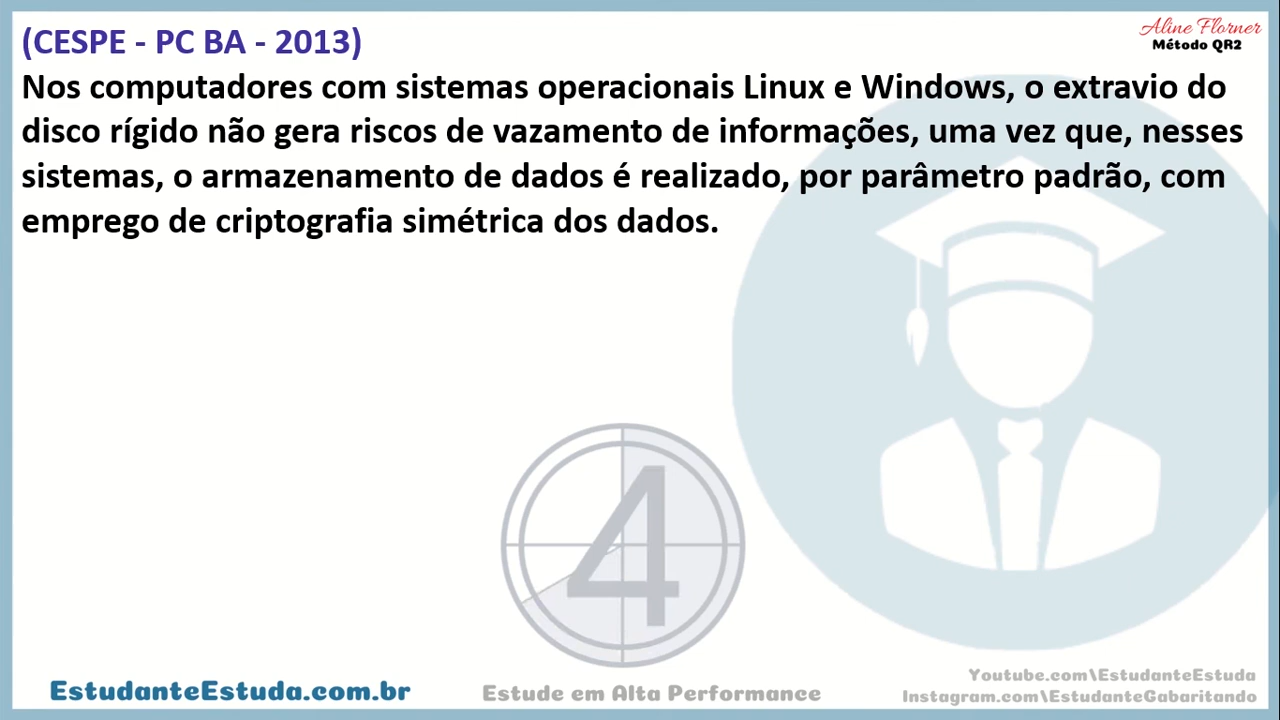 Aline Florner
Método QR2
(CESPE - PC BA - 2013)
Nos computadores com sistemas operacionais Linux e Windows, o extravio do
disco rígido não gera riscos de vazamento de informações, uma vez que, nesses
sistemas, o armazenamento de dados é realizado, por parâmetro padrão, com
emprego de criptografia simétrica dos dados.
4
EstudanteEstuda.com.br
Estude em Alta Performance
Youtube.com\EstudanteEstuda
Instagram.com\EstudanteGabaritando